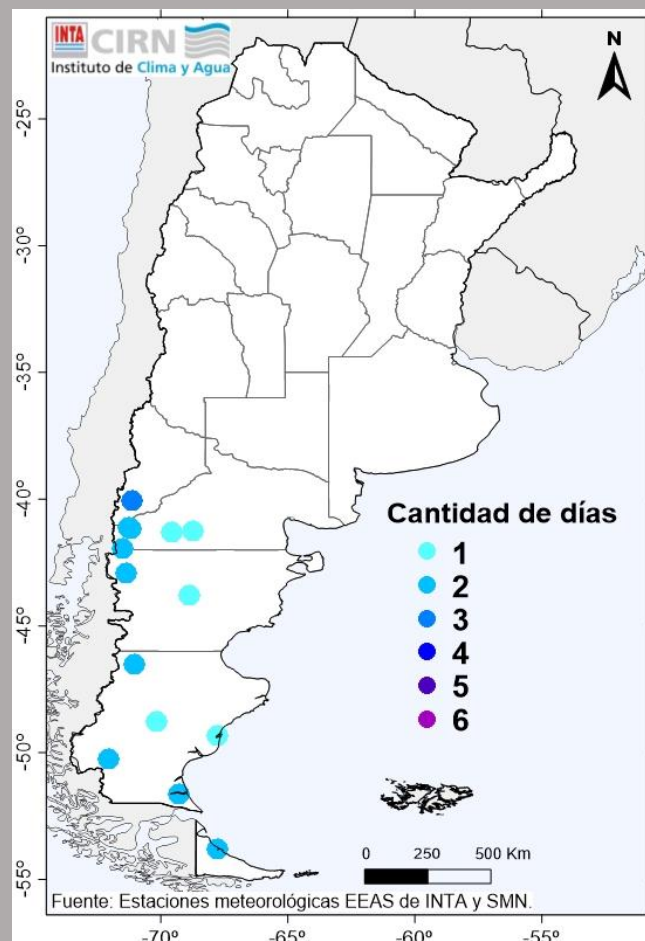 INTA CIRN
Instituto de Clima y Agua
N
-25°
-30°
-35°
-40°
-45°
-50°
-55°
Cantidad de días
1
2
3
4
5
6
0 250 500 Km
Fuente: Estaciones meteorológicas EEAS de INTA y SMN.
-70° -65° -60° -55°